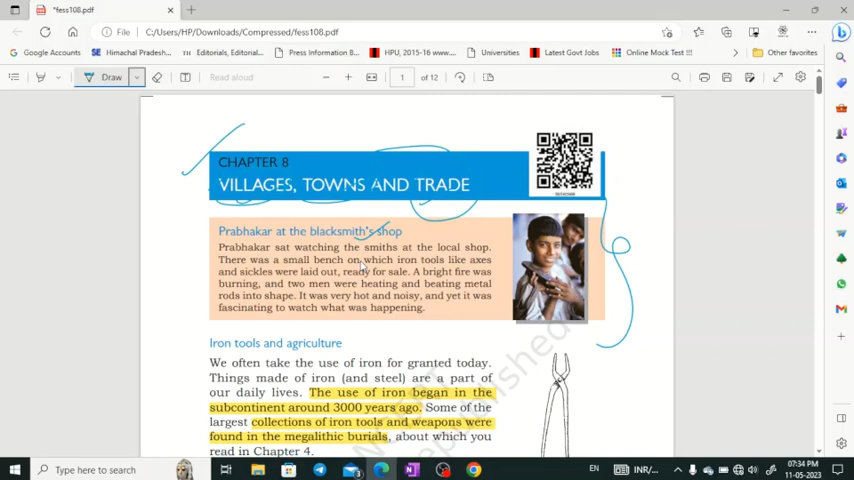 *fess108.pdf
File C:/Users/HP/Downloads/Compressed/fess108.pdf
Google Accounts Himachal Pradesh... Editorials, Editorial... Press Information B... HPU, 2015-16 www.... Universities Latest Govt Jobs Online Mock Test !!! Other favorites
Draw Read aloud 1 of 12
CHAPTER 8
VILLAGES, TOWNS AND TRADE
Prabhakar at the blacksmith's shop
Prabhakar sat watching the smiths at the local shop.
There was a small bench on which iron tools like axes
and sickles were laid out, ready for sale. A bright fire was
burning, and two men were heating and beating metal
rods into shape. It was very hot and noisy, and yet it was
fascinating to watch what was happening.
Iron tools and agriculture
We often take the use of iron for granted today.
Things made of iron (and steel) are a part of
our daily lives. The use of iron began in the
subcontinent around 3000 years ago. Some of the
largest collections of iron tools and weapons were
found in the megalithic burials, about which you
read in Chapter 4.
republished
Type here to search
3
EN
INR/...
07:34 PM
11-05-2023